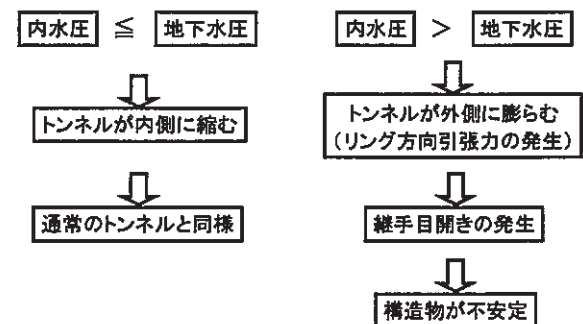 内水圧 ≦ 地下水圧
トンネルが内側に縮む
通常のトンネルと同様
内水圧 > 地下水圧
トンネルが外側に膨らむ
(リング方向引張力の発生)
継手目開きの発生
構造物が不安定